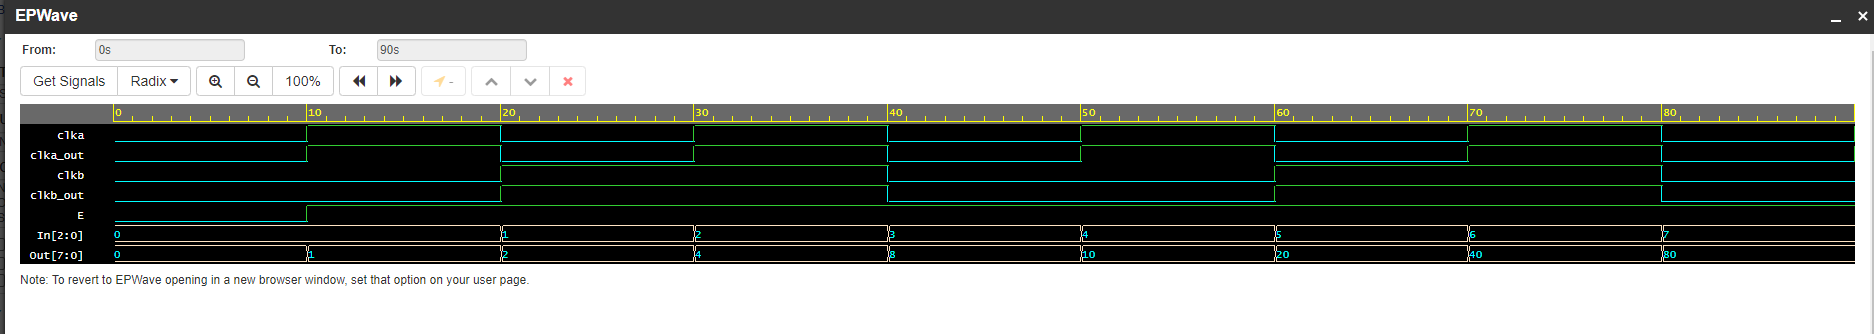 EPWave
From: 0s To: 90s
Get Signals Radix 100% -
0 10 20 30 40 50 60 70 80
clka
clka_out
clkb
clkb_out
E
In[2:0] 0 1 2 3 4 5 6 7
Out[7:0] 0 1 2 4 8 10 20 40 80
Note: To revert to EPWave opening in a new browser window, set that option on your user page.